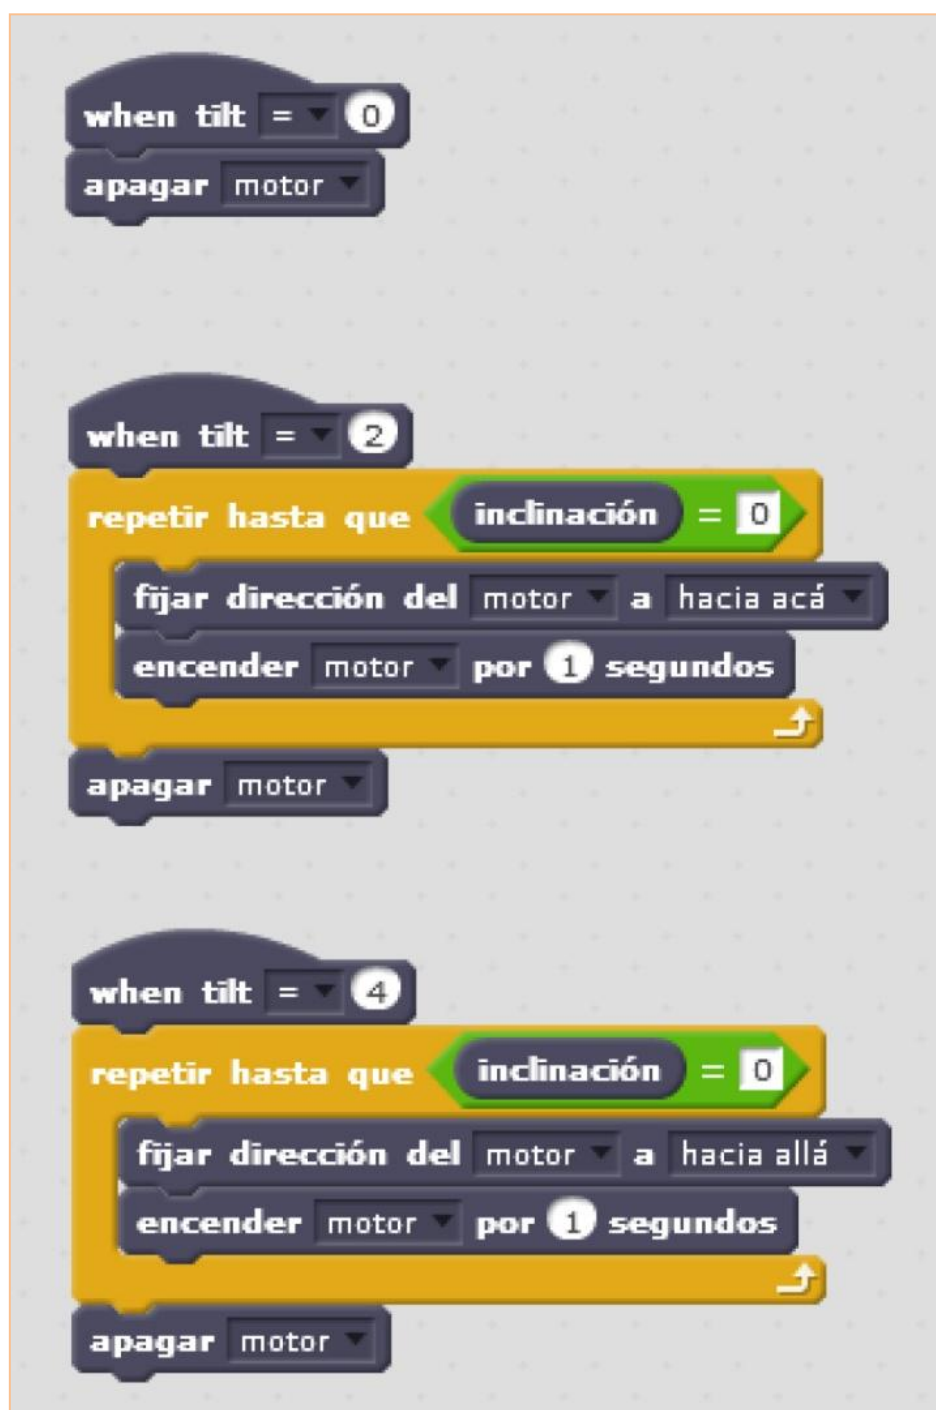 when tilt = 0
apagar motor
when tilt = 2
repetir hasta que inclinación = 0
fijar dirección del motor a hacia acá
encender motor por 1 segundos
apagar motor
when tilt = 4
repetir hasta que inclinación = 0
fijar dirección del motor a hacia allá
encender motor por 1 segundos
apagar motor